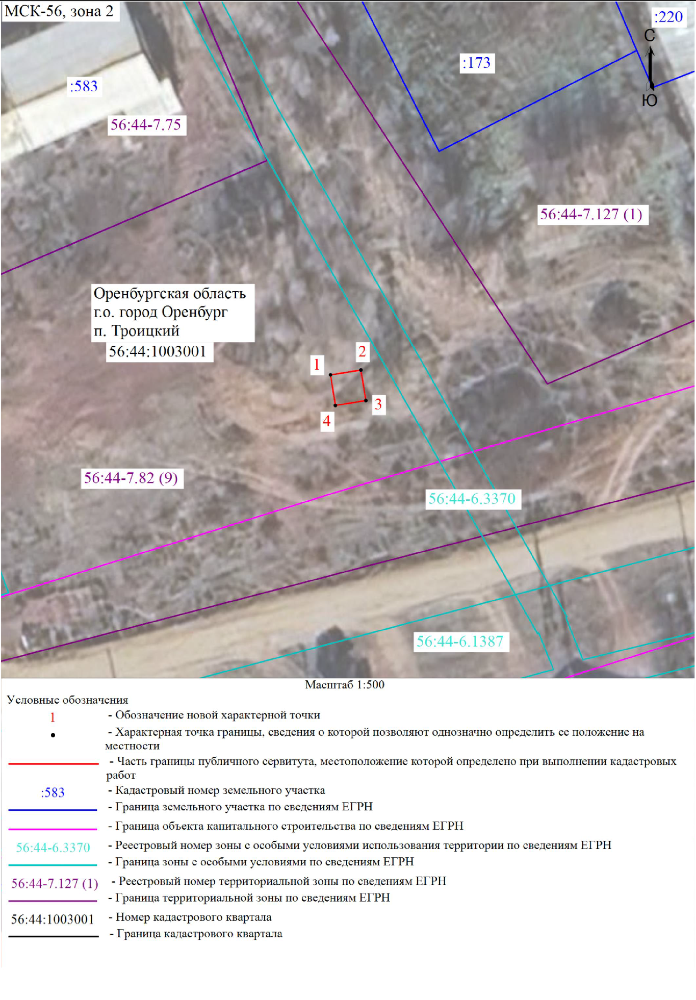 МСК-56, зона 2
:220
С
Ю
:173
:583
56:44-7.75
56:44-7.127 (1)
Оренбургская область
г.о. город Оренбург
п. Троицкий
56:44:1003001
1
2
3
4
56:44-7.82 (9)
56:44-6.3370
56:44-6.1387
Масштаб 1:500
Условные обозначения
1 - Обозначение новой характерной точки
- Характерная точка границы, сведения о которой позволяют однозначно определить ее положение на
местности
- Часть границы публичного сервитута, местоположение которой определено при выполнении кадастровых
работ
:583 - Кадастровый номер земельного участка
- Граница земельного участка по сведениям ЕГРН
- Граница объекта капитального строительства по сведениям ЕГРН
56:44-6.3370 - Реестровый номер зоны с особыми условиями использования территории по сведениям ЕГРН
- Граница зоны с особыми условиями по сведениям ЕГРН
56:44-7.127 (1) - Реестровый номер территориальной зоны по сведениям ЕГРН
- Граница территориальной зоны по сведениям ЕГРН
56:44:1003001 - Номер кадастрового квартала
- Граница кадастрового квартала